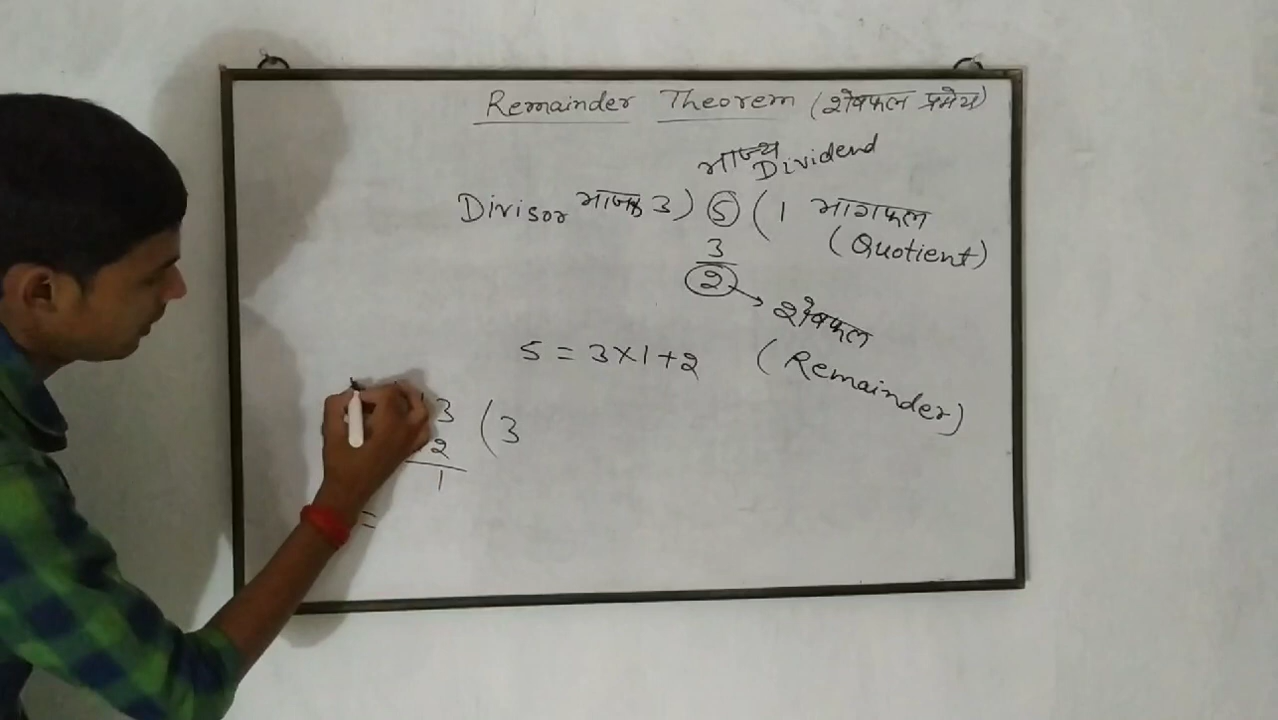 Remainder Theorem (शेषफल प्रमेय)
भाज्य
Dividend
Divisor भाजक 3) 5 (1 भागफल
(Quotient)
3
2 → शेषफल
(Remainder)
5 = 3×1+2
3 (3
2
1
=